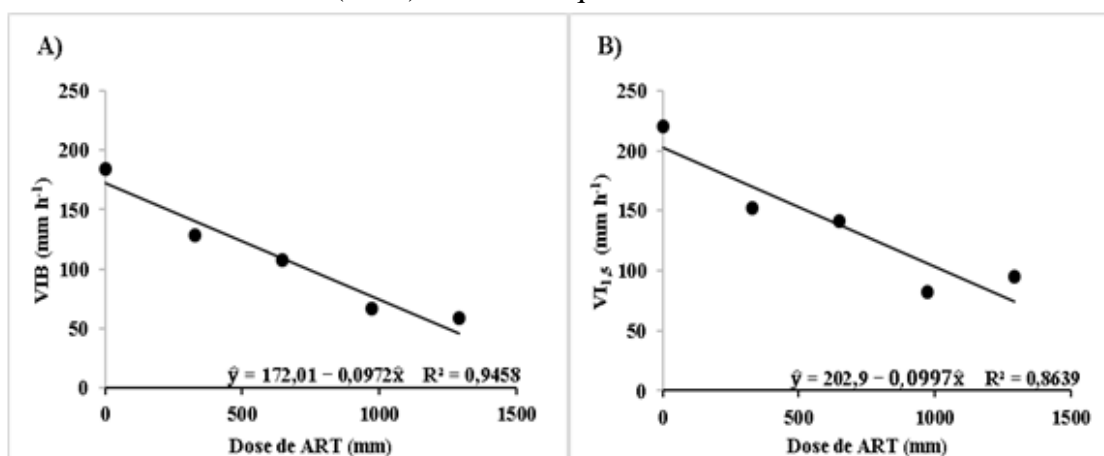 A)
VIB (mm h⁻¹)
250
200
150
100
50
0
ŷ = 172,01 − 0,0972x̂ R² = 0,9458
0 500 1000 1500
Dose de ART (mm)
B)
VI₁,₅ (mm h⁻¹)
250
200
150
100
50
0
ŷ = 202,9 − 0,0997x̂ R² = 0,8639
0 500 1000 1500
Dose de ART (mm)